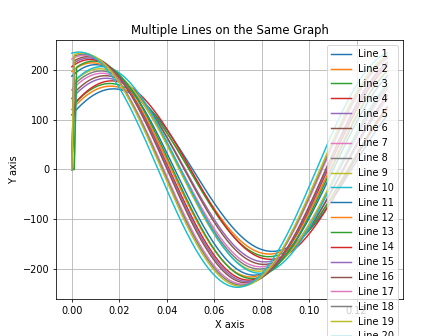 Multiple Lines on the Same Graph
Y axis
200
100
0
−100
−200
0.00
0.02
0.04
0.06
0.08
0.10
X axis
Line 1
Line 2
Line 3
Line 4
Line 5
Line 6
Line 7
Line 8
Line 9
Line 10
Line 11
Line 12
Line 13
Line 14
Line 15
Line 16
Line 17
Line 18
Line 19
Line 20